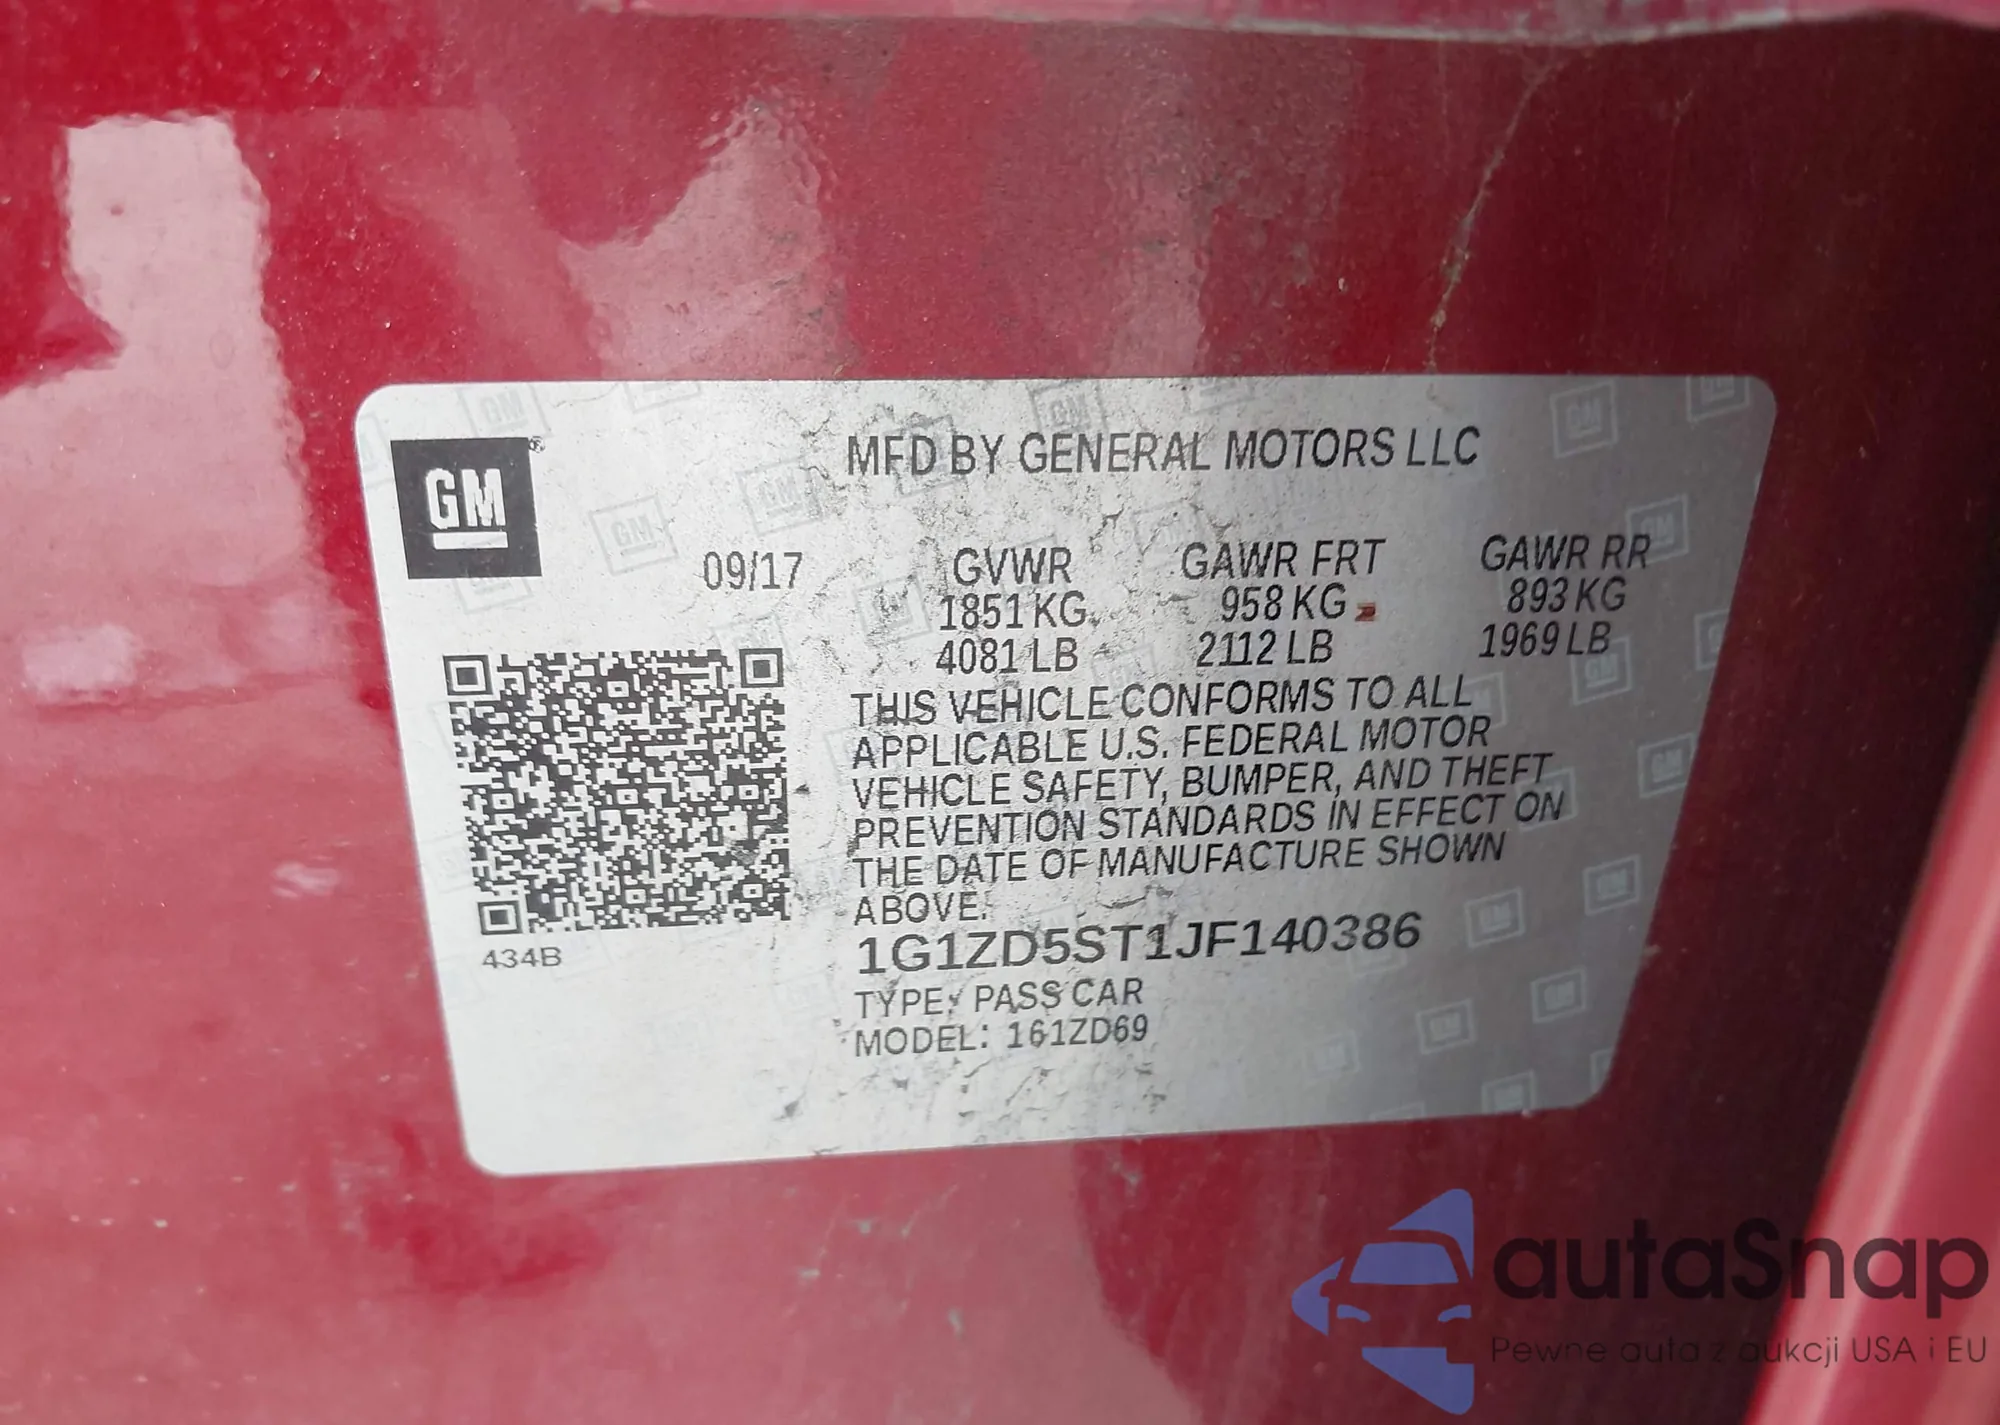 GM
MFD BY GENERAL MOTORS LLC
09/17
GVWR GAWR FRT GAWR RR
1851 KG 958 KG 893 KG
4081 LB 2112 LB 1969 LB
THIS VEHICLE CONFORMS TO ALL
APPLICABLE U.S. FEDERAL MOTOR
VEHICLE SAFETY, BUMPER, AND THEFT
PREVENTION STANDARDS IN EFFECT ON
THE DATE OF MANUFACTURE SHOWN
ABOVE.
1G1ZD5ST1JF140386
TYPE: PASS CAR
MODEL: 161ZD69
434B
autaSnap
Pewne auta z aukcji USA i EU